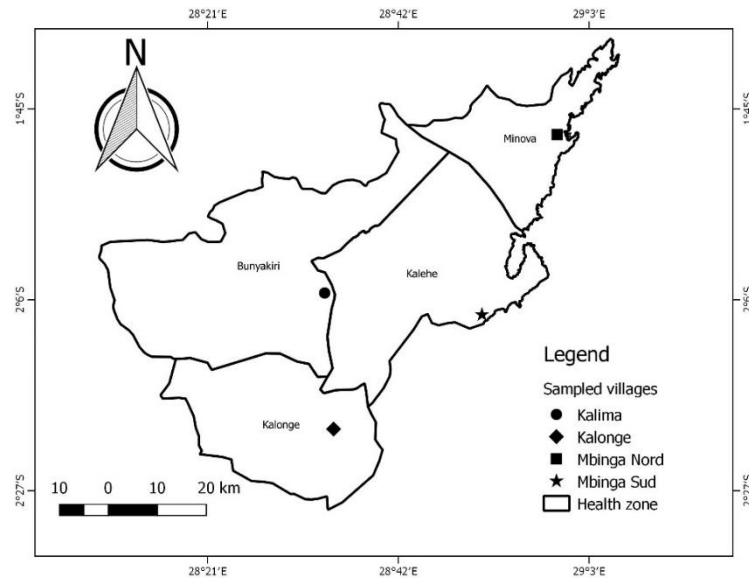 28°21'E 28°42'E 29°3'E
N
1°45'S 1°45'S
Minova
Bunyakiri
Kalehe
2°6'S 2°6'S
Legend
Sampled villages
Kalima
Kalonge
Kalonge
Mbinga Nord
Mbinga Sud
Health zone
10 0 10 20 km
2°27'S 2°27'S
28°21'E 28°42'E 29°3'E